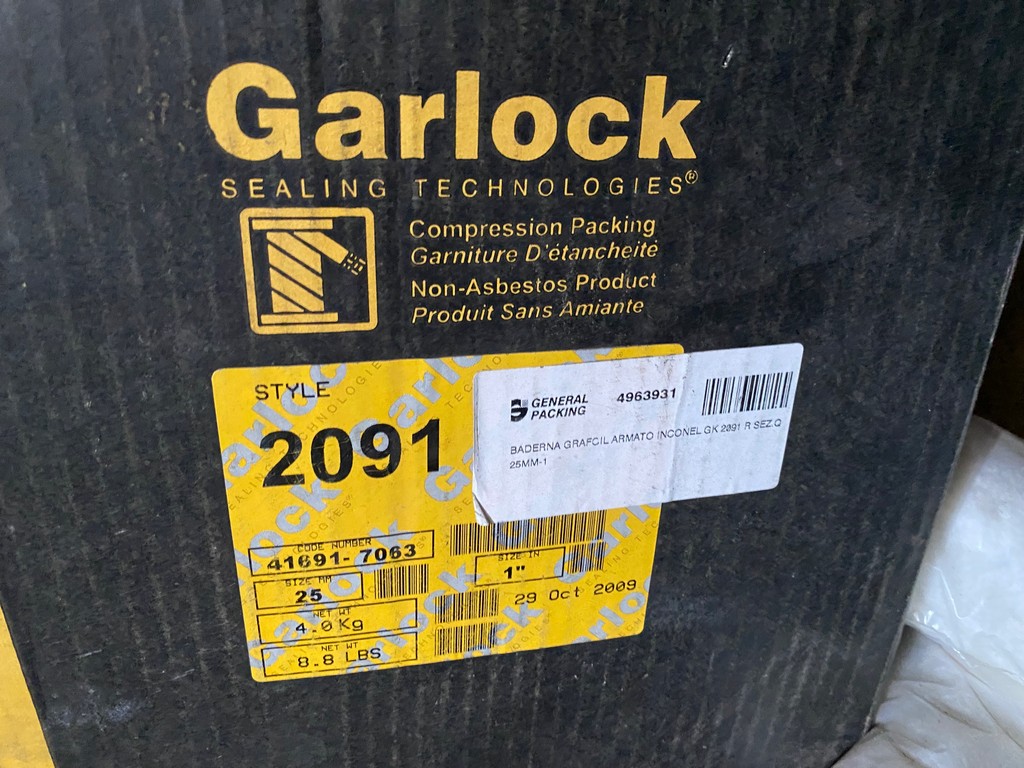 Garlock
SEALING TECHNOLOGIES®
Compression Packing
Garniture D'étanchéité
Non-Asbestos Product
Produit Sans Amiante
STYLE
2091
GENERAL
PACKING
4963931
BADERNA GRAFOIL ARMATO INCONEL GK 2091 R SEZ.Q
25MM-1
CODE NUMBER
41691-7063
SIZE MM
25
SIZE IN
1"
29 Oct 2009
NET WT
4.0 Kg
NET WT
8.8 LBS